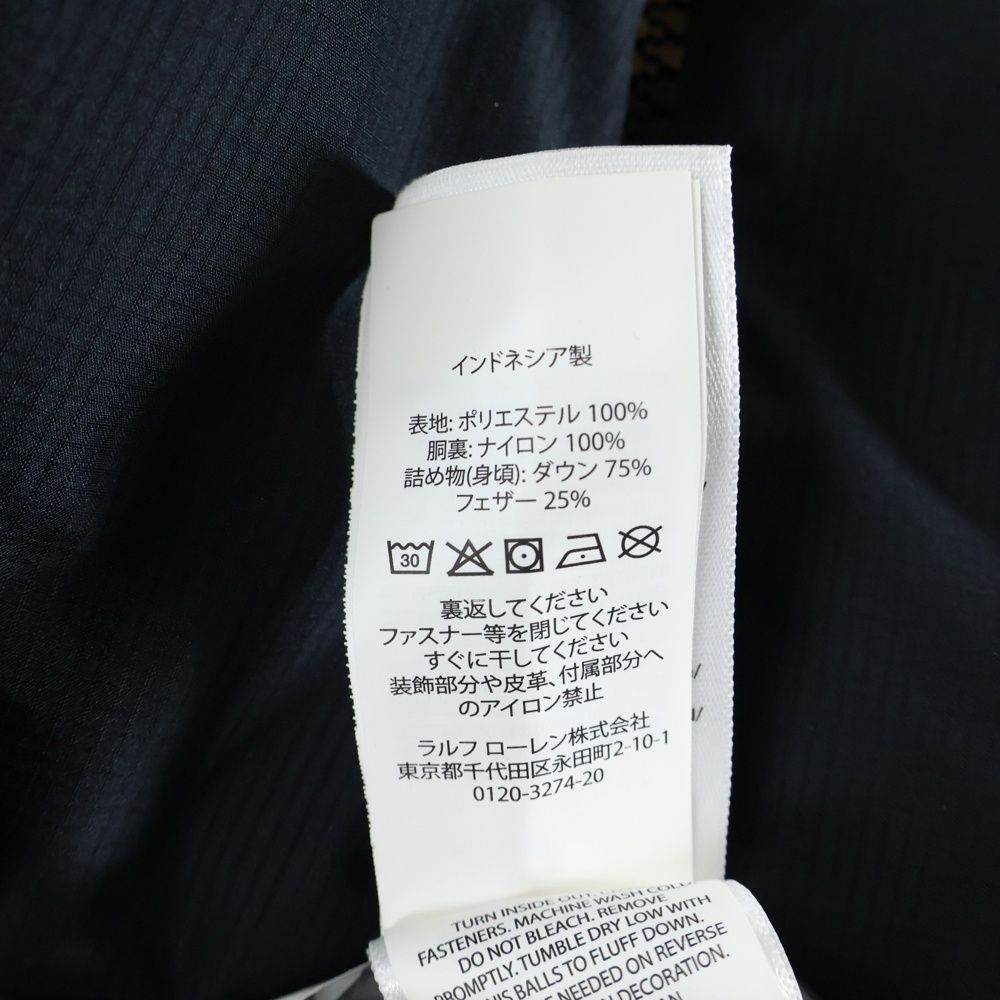 インドネシア製
表地: ポリエステル 100%
胴裏: ナイロン 100%
詰め物(身頃): ダウン 75%
フェザー 25%
30
裏返してください
ファスナー等を閉じてください
すぐに干してください
装飾部分や皮革、付属部分へ
のアイロン禁止
ラルフ ローレン株式会社
東京都千代田区永田町2-10-1
0120-3274-20
TURN INSIDE OUT.
FASTENERS. MACHINE WASH COLD
DO NOT BLEACH. REMOVE
PROMPTLY. TUMBLE DRY LOW WITH
BALLS TO FLUFF DOWN.
NEEDED ON REVERSE
DECORATION.